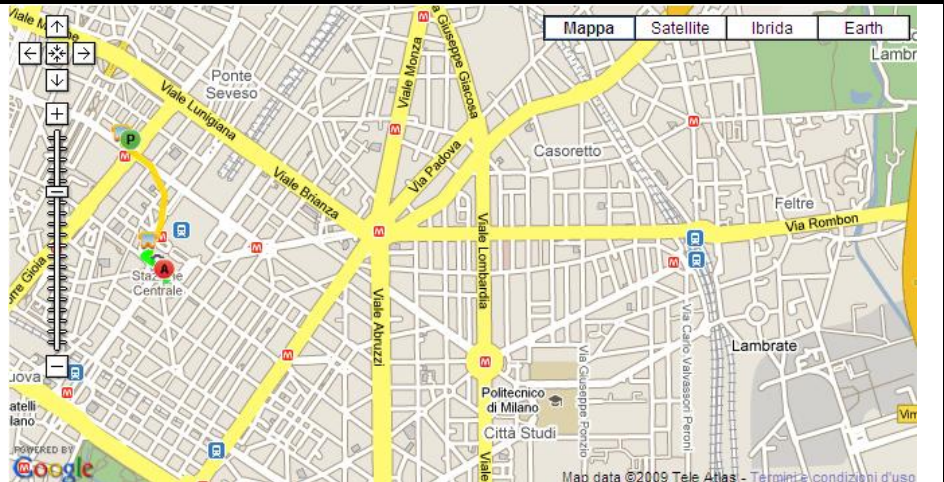 Mappa
Satellite
Ibrida
Earth
Viale Monza
Giuseppe Giacosa
Lambr
Ponte
Seveso
Viale Lunigiana
P
Via Padova
Casoretto
Viale Brianza
Feltre
Via Rombon
Viale Lombardia
A
Stazione
Centrale
Viale Abruzzi
Via Carlo Valvassori Peroni
Lambrate
Via Giuseppe Ponzio
Politecnico
di Milano
Città Studi
Viale
POWERED BY
Google
Map data ©2009 Tele Atlas - Termini e condizioni d'uso